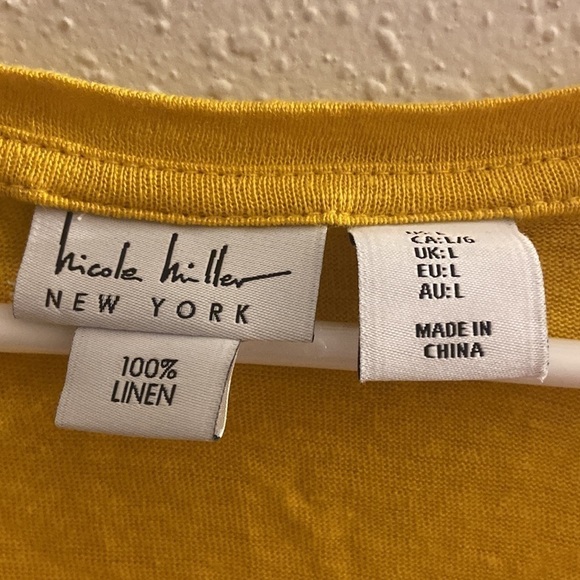 Nicole Miller
NEW YORK
100%
LINEN
CA:L/G
UK:L
EU:L
AU:L
MADE IN
CHINA